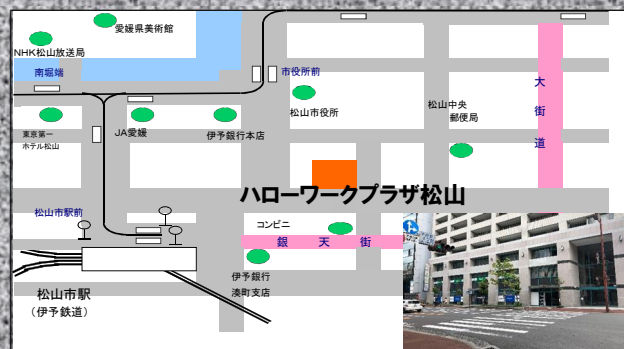 愛媛県美術館
NHK松山放送局
南堀端
市役所前
大街道
松山中央
郵便局
松山市役所
東京第一
ホテル松山
JA愛媛
伊予銀行本店
ハローワークプラザ松山
松山市駅前
コンビニ
銀天街
伊予銀行
湊町支店
松山市駅
（伊予鉄道）